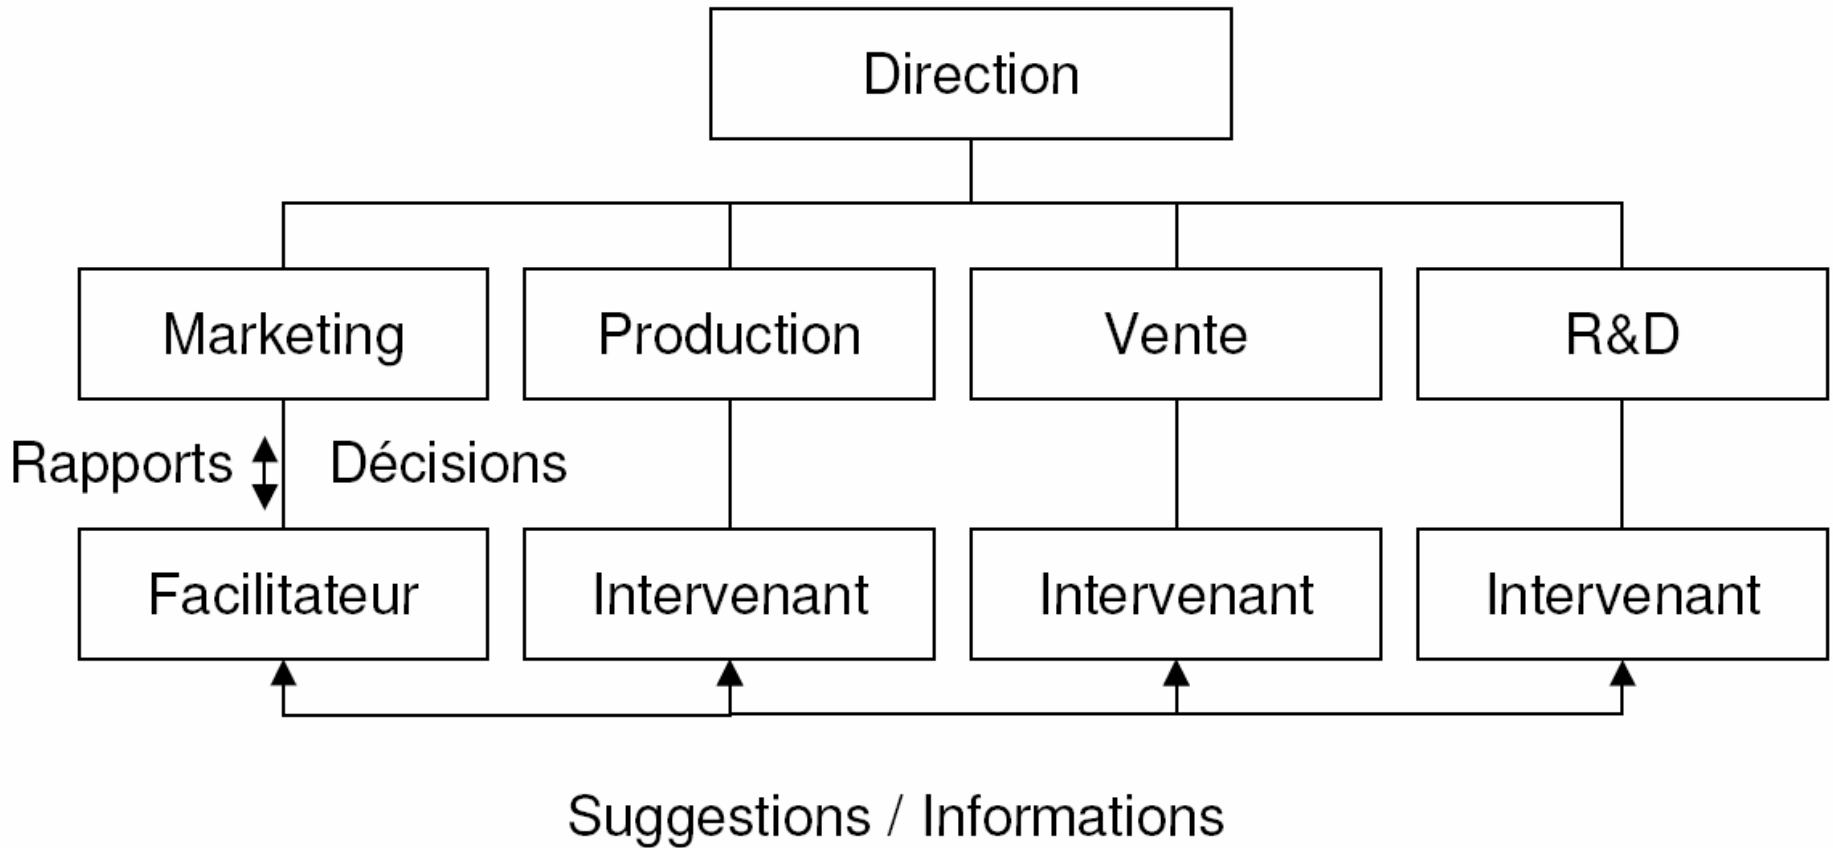 Direction
Marketing
Production
Vente
R&D
Rapports
Décisions
Facilitateur
Intervenant
Intervenant
Intervenant
Suggestions / Informations